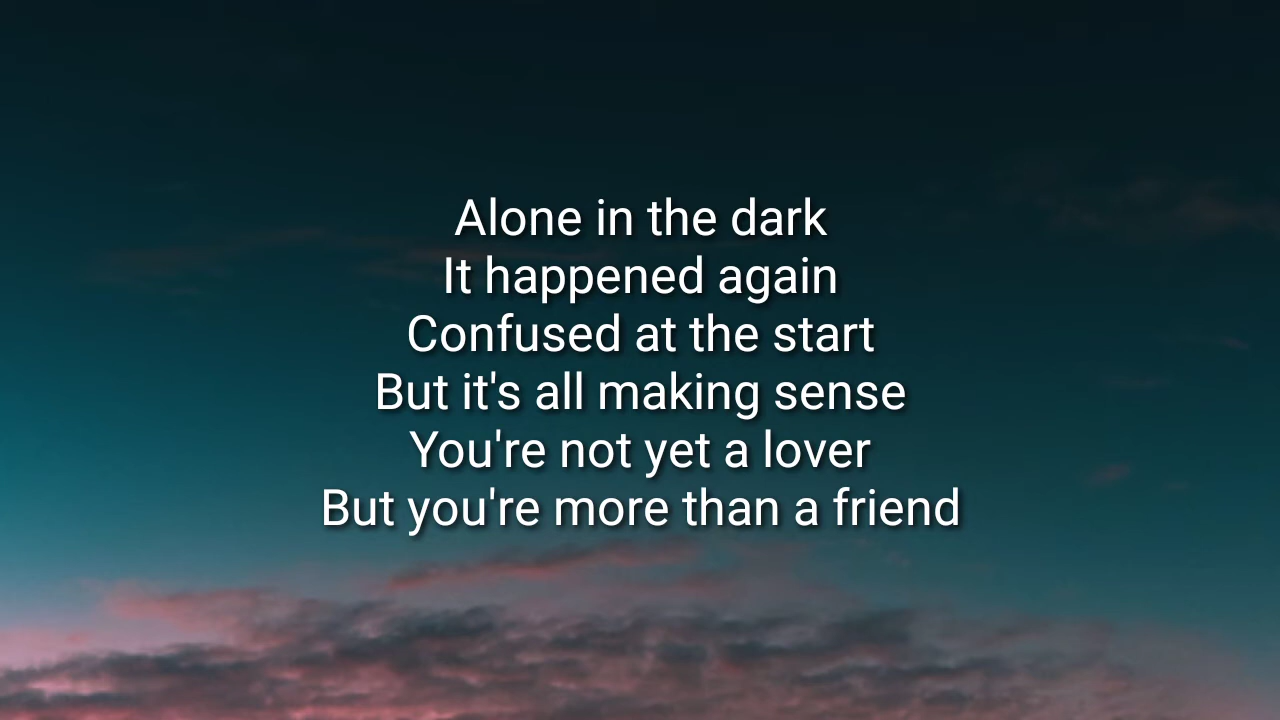 Alone in the dark
It happened again
Confused at the start
But it's all making sense
You're not yet a lover
But you're more than a friend